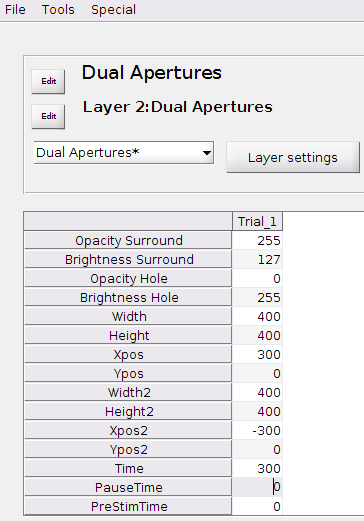 File Tools Special
Edit Dual Apertures
Edit Layer 2:Dual Apertures
Dual Apertures* Layer settings
Trial_1
Opacity Surround 255
Brightness Surround 127
Opacity Hole 0
Brightness Hole 255
Width 400
Height 400
Xpos 300
Ypos 0
Width2 400
Height2 400
Xpos2 -300
Ypos2 0
Time 300
PauseTime 0
PreStimTime 0